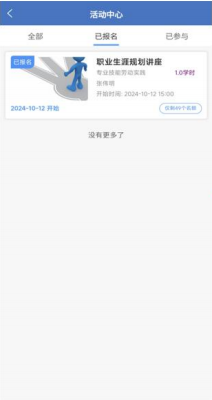 活动中心
全部
已报名
已参与
已报名
职业生涯规划讲座
专业技能劳动实践
1.0学时
张伟明
开始时间: 2024-10-12 15:00
2024-10-12 开始
没有更多了